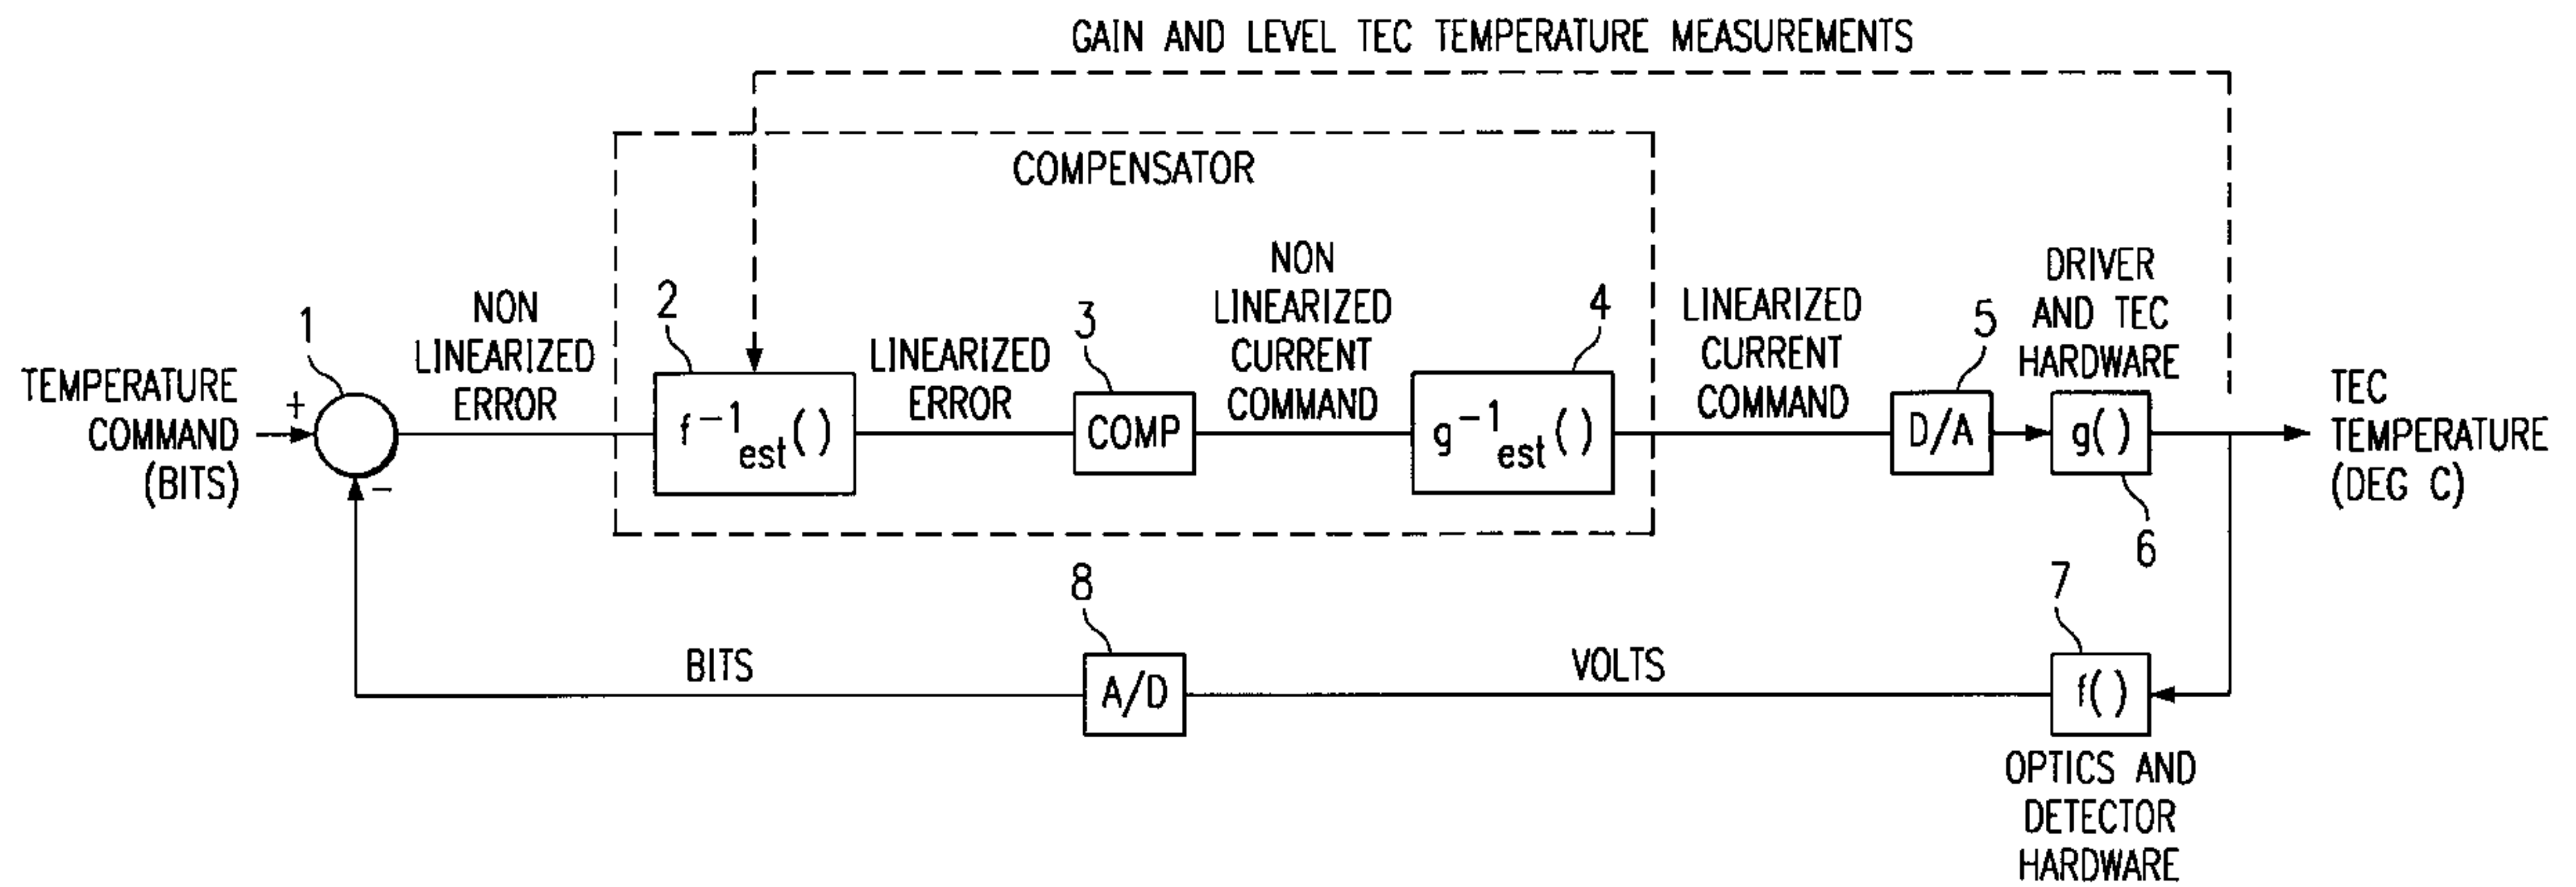 GAIN AND LEVEL TEC TEMPERATURE MEASUREMENTS
COMPENSATOR
TEMPERATURE
COMMAND
(BITS)
+
-
1
NON
LINEARIZED
ERROR
2
f⁻¹est()
LINEARIZED
ERROR
3
COMP
NON
LINEARIZED
CURRENT
COMMAND
4
g⁻¹est()
LINEARIZED
CURRENT
COMMAND
5
D/A
DRIVER
AND TEC
HARDWARE
g()
6
TEC
TEMPERATURE
(DEG C)
BITS
8
A/D
VOLTS
7
f()
OPTICS AND
DETECTOR
HARDWARE